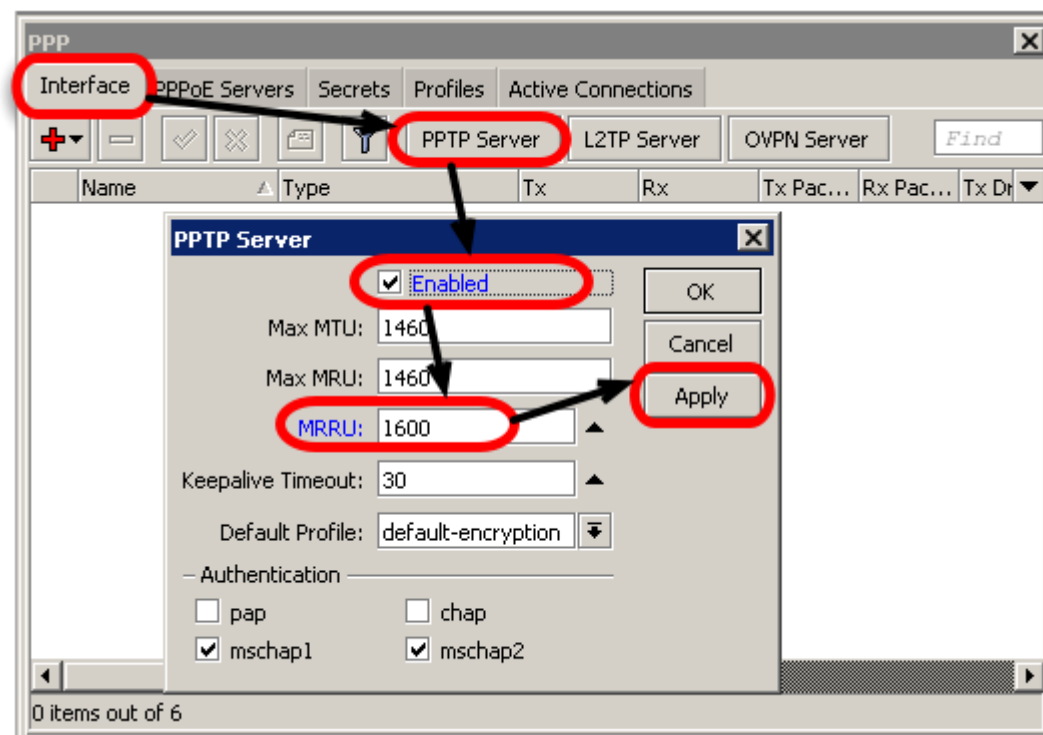 PPP
Interface PPPoE Servers Secrets Profiles Active Connections
PPTP Server L2TP Server OVPN Server Find
Name Type Tx Rx Tx Pac... Rx Pac... Tx Dr
PPTP Server
Enabled
OK
Max MTU: 1460
Cancel
Max MRU: 1460
Apply
MRRU: 1600
Keepalive Timeout: 30
Default Profile: default-encryption
Authentication
pap chap
mschap1 mschap2
0 items out of 6